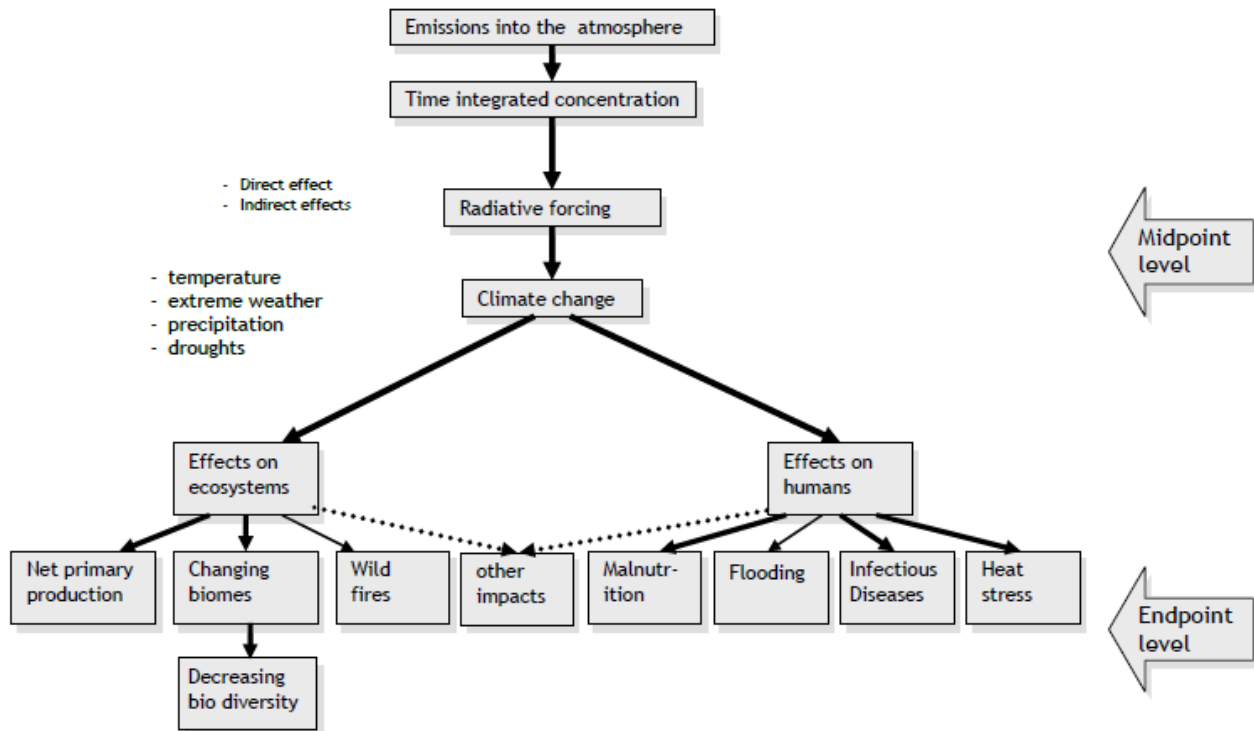 Emissions into the atmosphere
Time integrated concentration
- Direct effect
- Indirect effects
Radiative forcing
Midpoint
level
- temperature
- extreme weather
- precipitation
- droughts
Climate change
Effects on
ecosystems
Effects on
humans
Net primary
production
Changing
biomes
Wild
fires
other
impacts
Malnutr-
ition
Flooding
Infectious
Diseases
Heat
stress
Endpoint
level
Decreasing
bio diversity